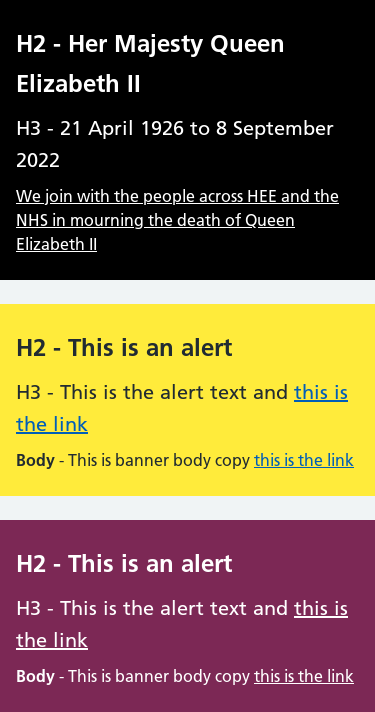 H2 - Her Majesty Queen
Elizabeth II
H3 - 21 April 1926 to 8 September
2022
We join with the people across HEE and the
NHS in mourning the death of Queen
Elizabeth II
H2 - This is an alert
H3 - This is the alert text and this is
the link
Body - This is banner body copy this is the link
H2 - This is an alert
H3 - This is the alert text and this is
the link
Body - This is banner body copy this is the link